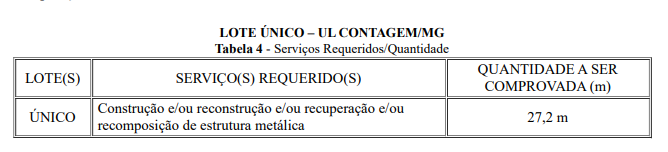 LOTE ÚNICO – UL CONTAGEM/MG
Tabela 4 - Serviços Requeridos/Quantidade
LOTE(S)
SERVIÇO(S) REQUERIDO(S)
QUANTIDADE A SER
COMPROVADA (m)
ÚNICO
Construção e/ou reconstrução e/ou recuperação e/ou
recomposição de estrutura metálica
27,2 m